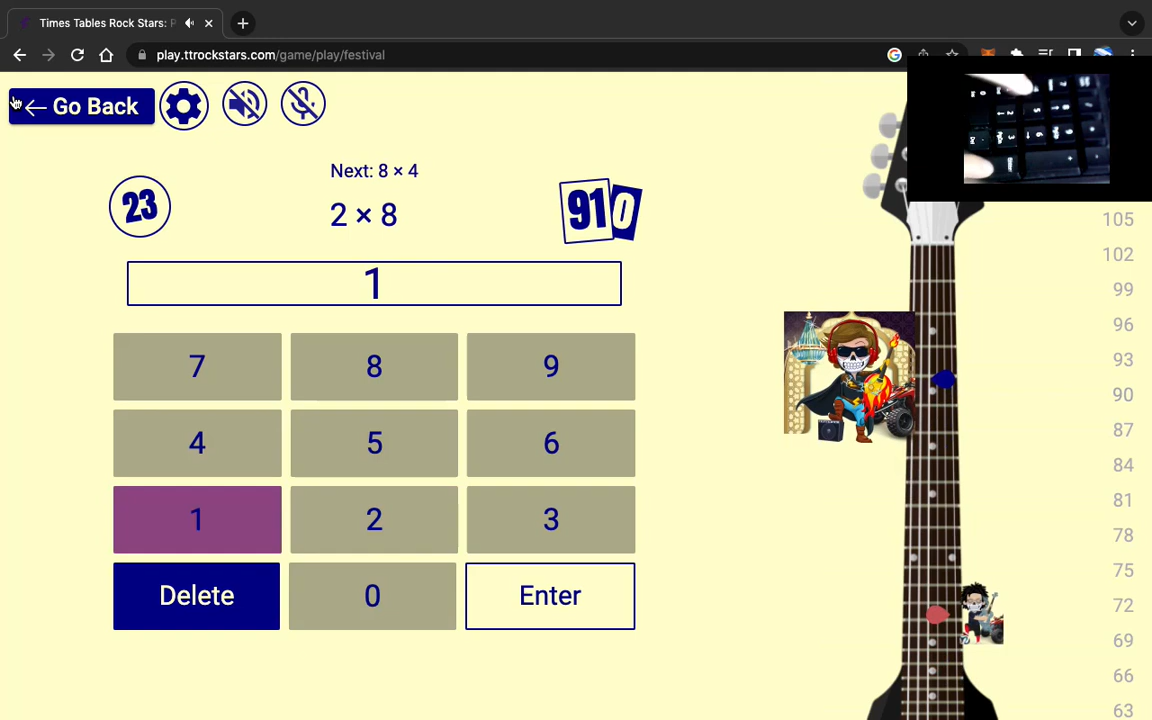 Times Tables Rock Stars: P
play.ttrockstars.com/game/play/festival
Go Back
Next: 8 × 4
23
2 × 8
910
1
7 8 9
4 5 6
1 2 3
Delete 0 Enter
105
102
99
96
93
90
87
84
81
78
75
72
69
66
63